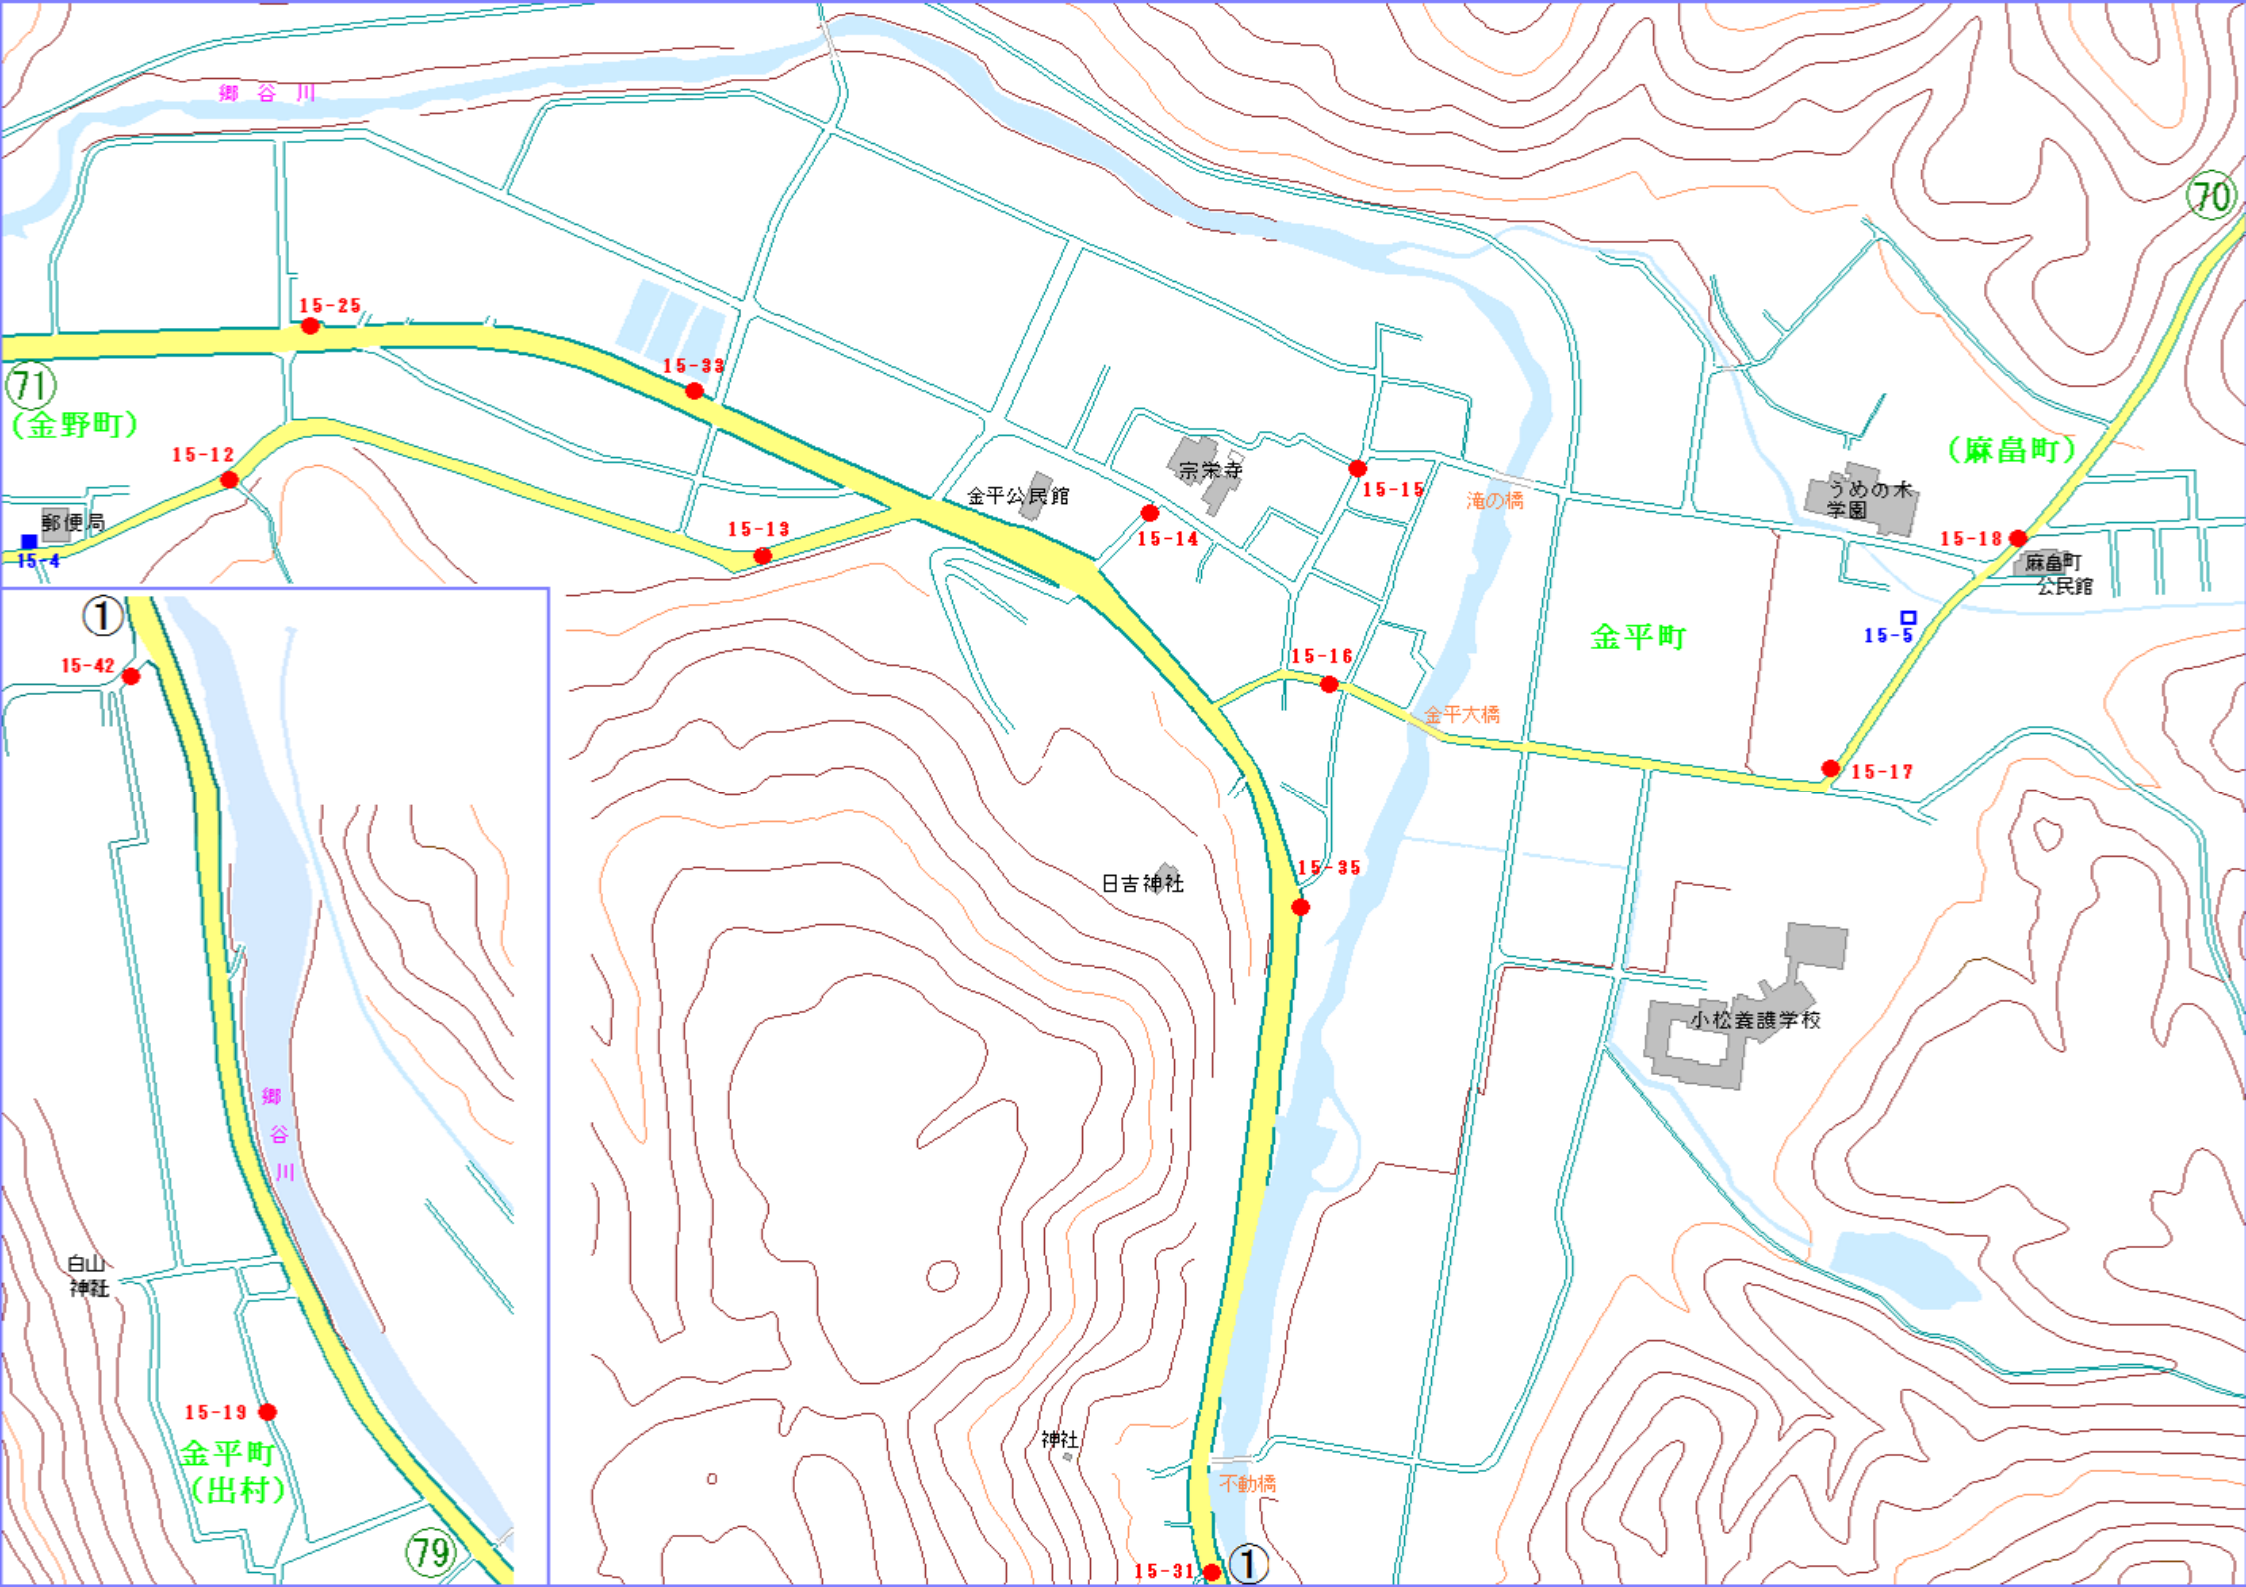 郷谷川
70
15-25
15-33
71
(金野町)
(麻畠町)
15-12
宗栄寺
15-15
滝の橋
うめの木
学園
金平公民館
郵便局
15-13
15-14
15-18
15-4
麻畠町
公民館
15-5
金平町
1
15-42
15-16
金平大橋
15-17
15-35
日吉神社
小松養護学校
郷
谷
川
白山
神社
15-19
金平町
(出村)
神社
不動橋
79
15-31
1